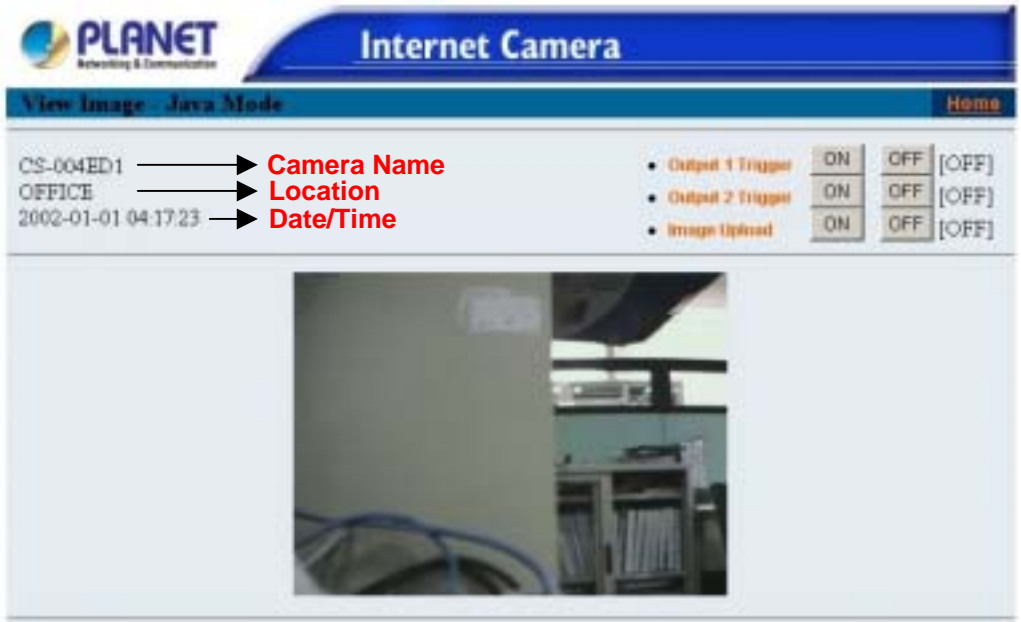 PLANET
Networking & Communication
Internet Camera
View Image - Java Mode
Home
CS-004ED1
Camera Name
OFFICE
Location
2002-01-01 04:17:23
Date/Time
Output 1 Trigger ON OFF [OFF]
Output 2 Trigger ON OFF [OFF]
Image Upload ON OFF [OFF]